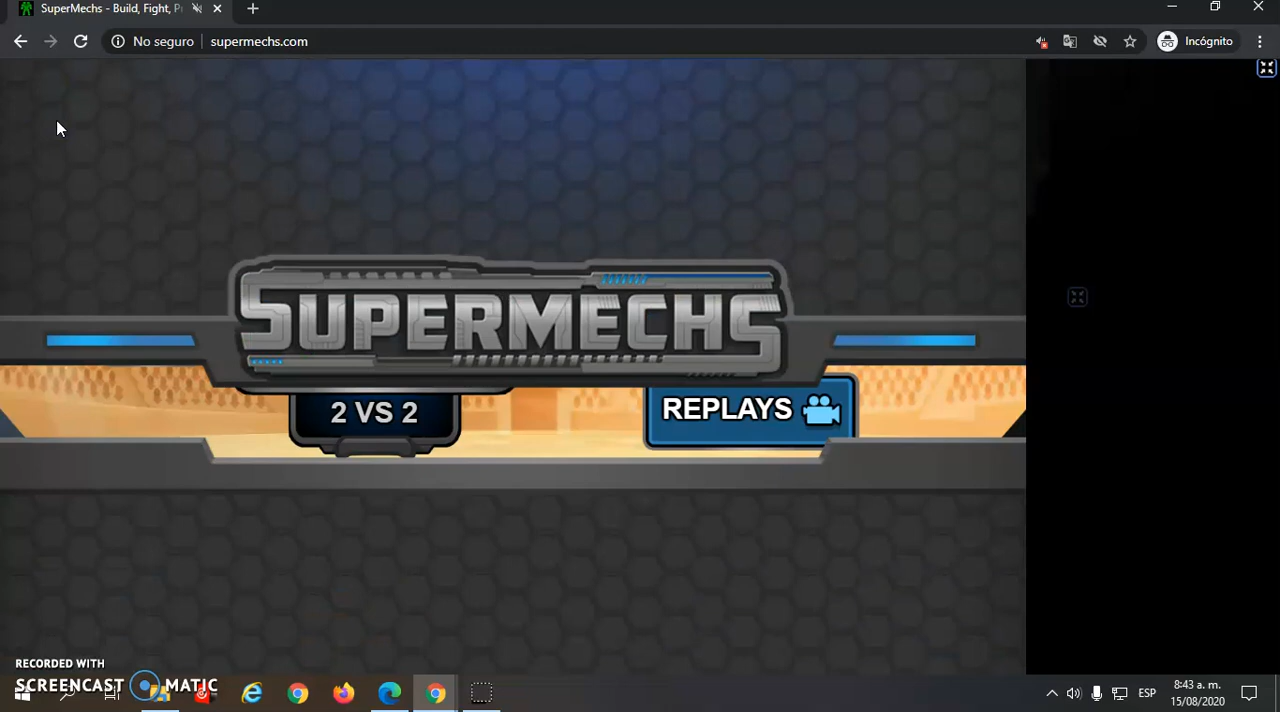 SuperMechs - Build, Fight, P
No seguro
supermechs.com
Incógnito
SUPERMECHS
2 VS 2
REPLAYS
RECORDED WITH
SCREENCAST MATIC
ESP
8:43 a. m.
15/08/2020